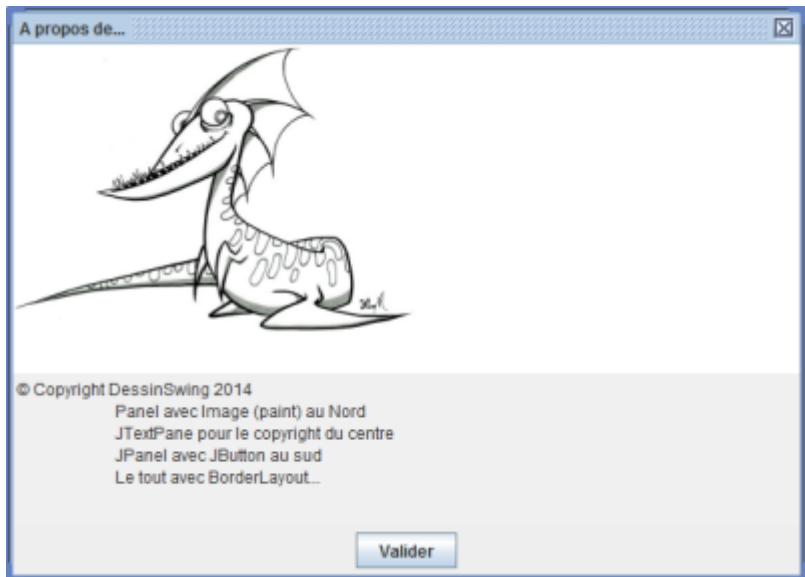 A propos de...
© Copyright DessinSwing 2014
Panel avec Image (paint) au Nord
JTextPane pour le copyright du centre
JPanel avec JButton au sud
Le tout avec BorderLayout...
Valider